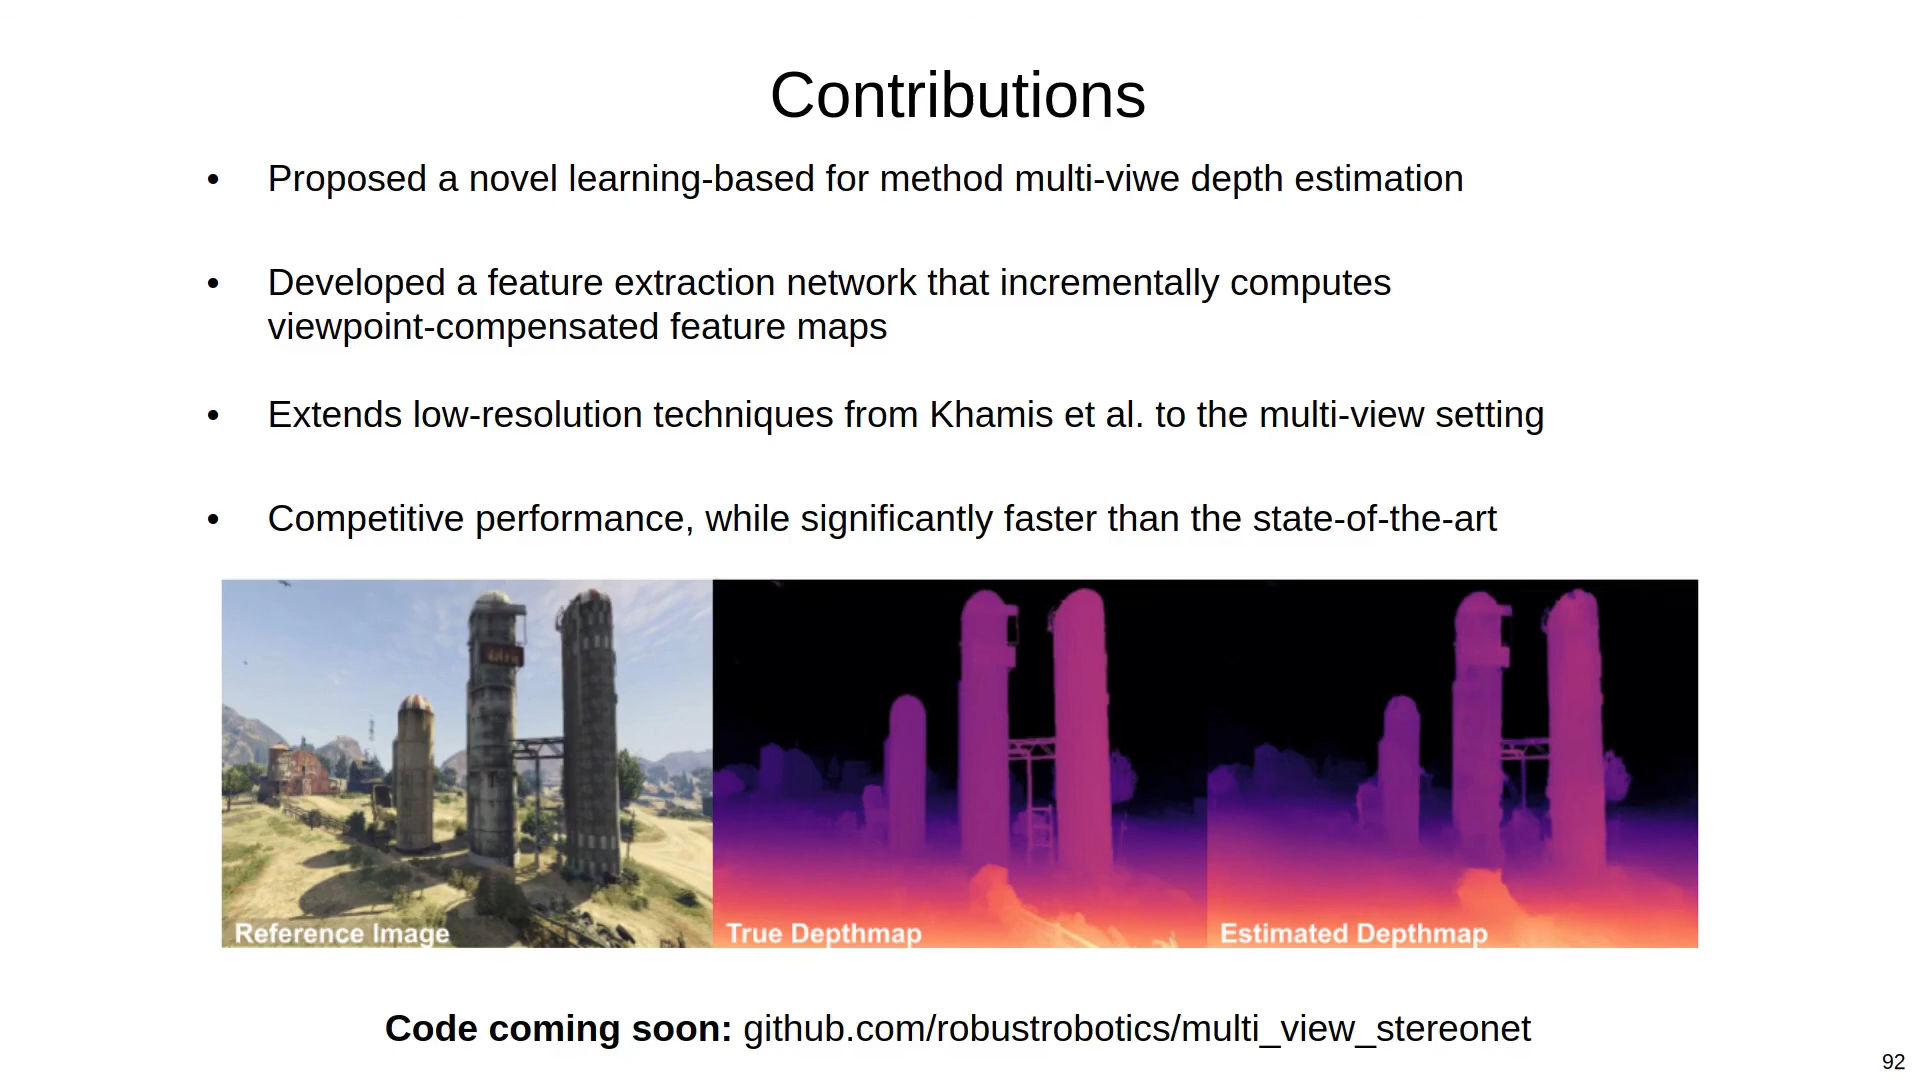 Contributions
• Proposed a novel learning-based for method multi-viwe depth estimation
• Developed a feature extraction network that incrementally computes
viewpoint-compensated feature maps
• Extends low-resolution techniques from Khamis et al. to the multi-view setting
• Competitive performance, while significantly faster than the state-of-the-art
Reference Image
True Depthmap
Estimated Depthmap
Code coming soon: github.com/robustrobotics/multi_view_stereonet
92